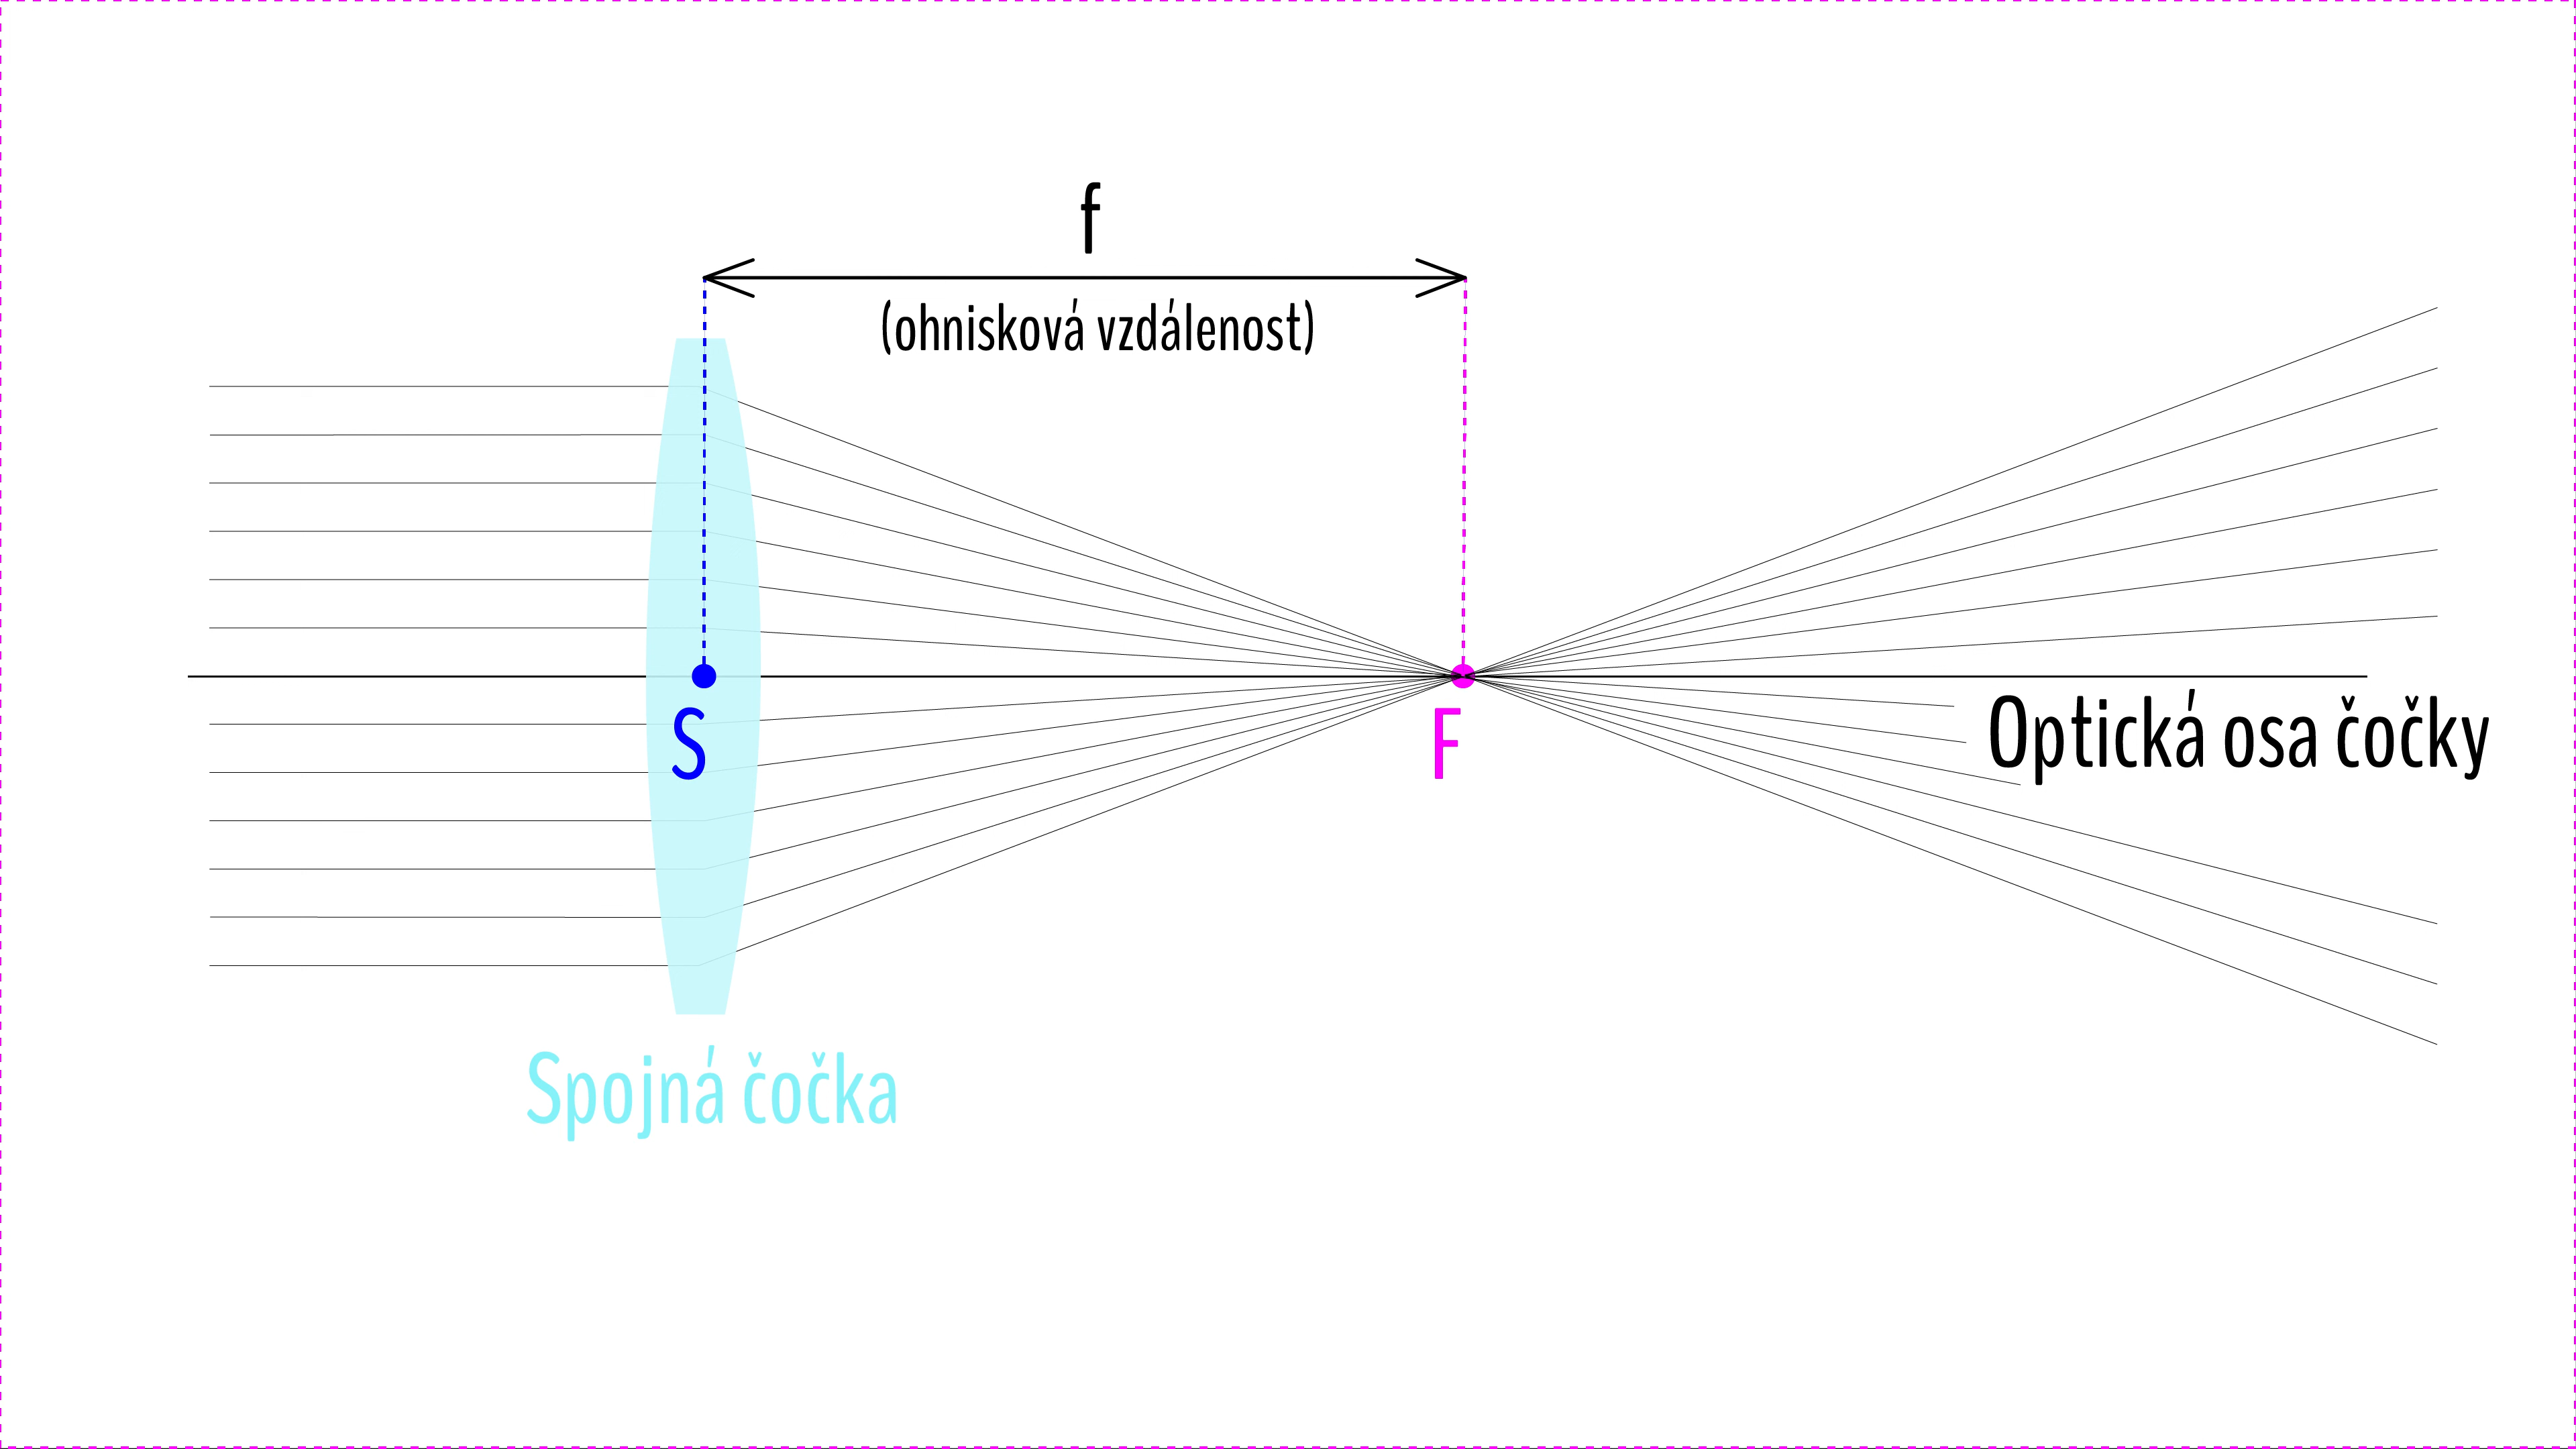 f
(ohnisková vzdálenost)
S
F
Optická osa čočky
Spojná čočka